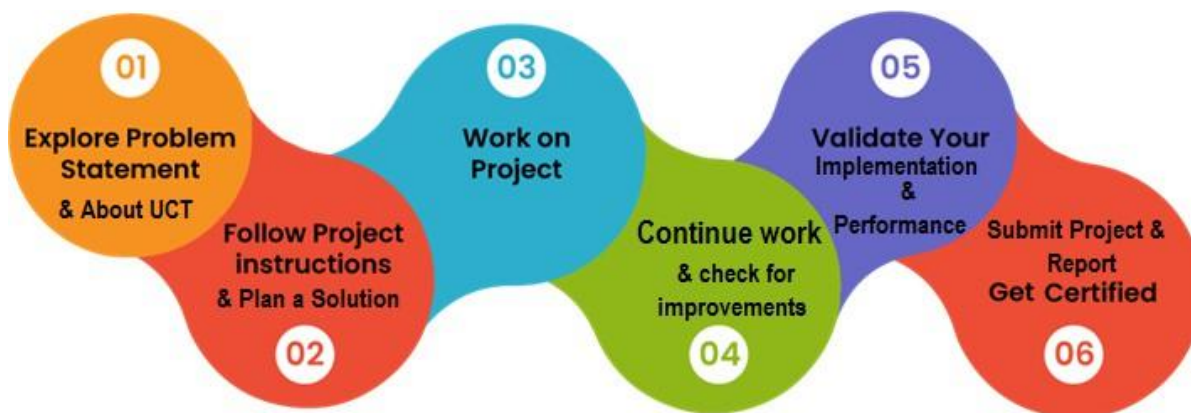 01
Explore Problem
Statement
& About UCT
Follow Project
instructions
& Plan a Solution
02
03
Work on
Project
Continue work
& check for
improvements
04
05
Validate Your
Implementation
&
Performance
Submit Project &
Report
Get Certified
06